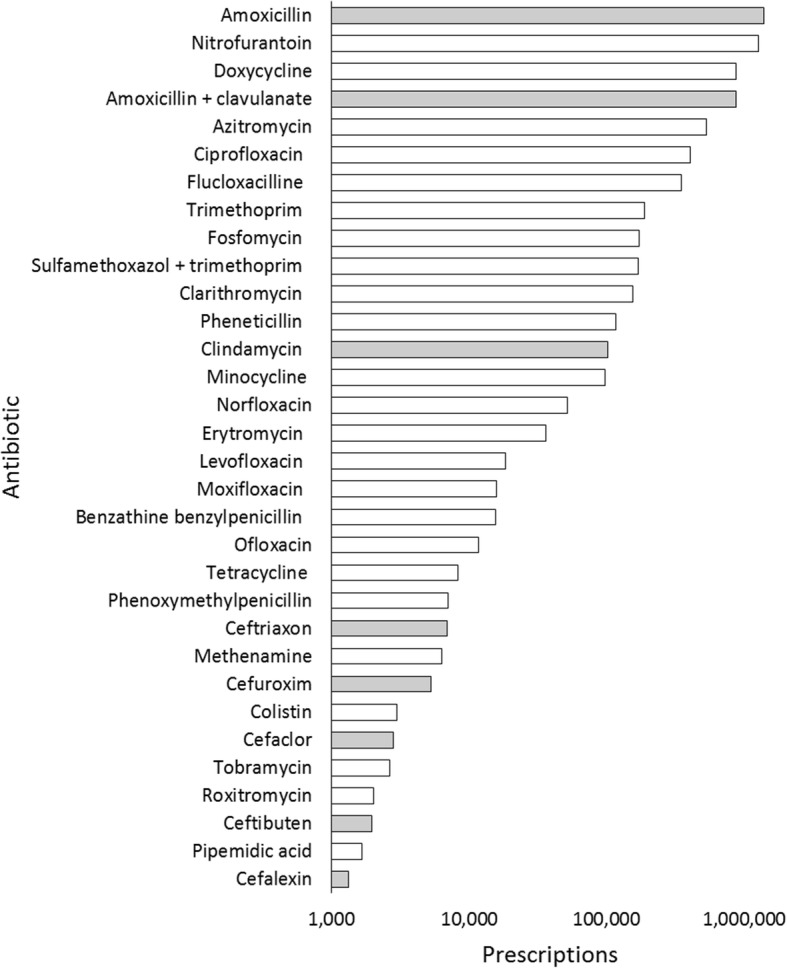 Amoxicillin
Nitrofurantoin
Doxycycline
Amoxicillin + clavulanate
Azitromycin
Ciprofloxacin
Flucloxacilline
Trimethoprim
Fosfomycin
Sulfamethoxazol + trimethoprim
Clarithromycin
Pheneticillin
Clindamycin
Minocycline
Norfloxacin
Erytromycin
Levofloxacin
Moxifloxacin
Benzathine benzylpenicillin
Ofloxacin
Tetracycline
Phenoxymethylpenicillin
Ceftriaxon
Methenamine
Cefuroxim
Colistin
Cefaclor
Tobramycin
Roxitromycin
Ceftibuten
Pipemidic acid
Cefalexin
Antibiotic
1,000 10,000 100,000 1,000,000
Prescriptions